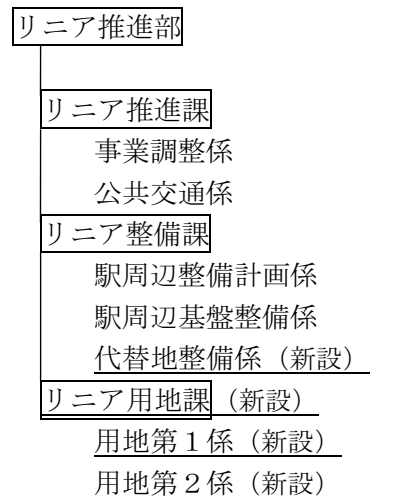 リニア推進部
リニア推進課
事業調整係
公共交通係
リニア整備課
駅周辺整備計画係
駅周辺基盤整備係
代替地整備係（新設）
リニア用地課（新設）
用地第１係（新設）
用地第２係（新設）